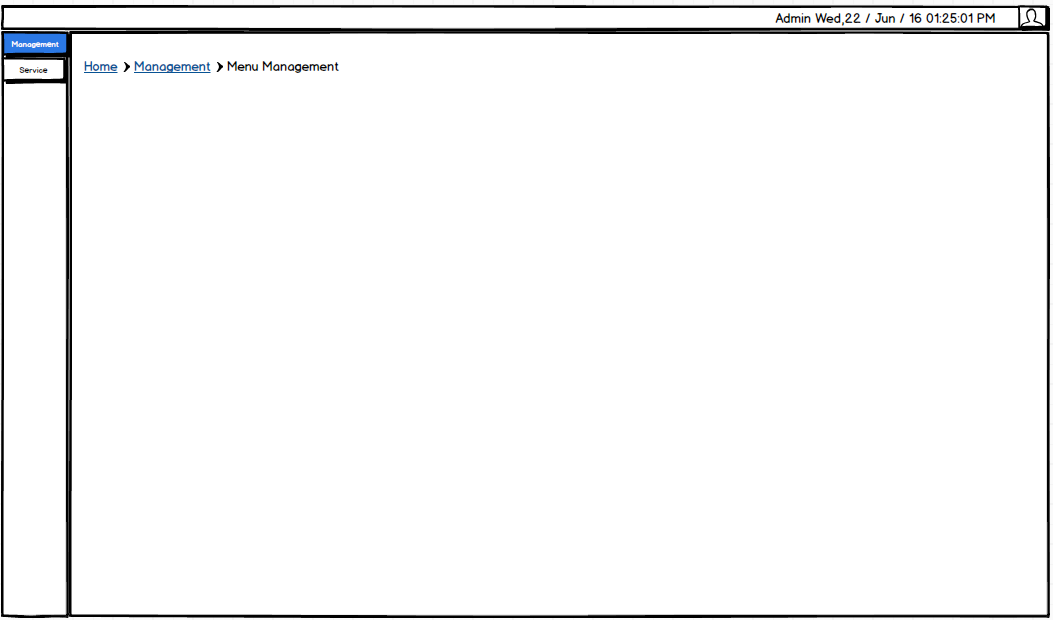 Admin Wed,22 / Jun / 16 01:25:01 PM
Management
Service
Home > Management > Menu Management